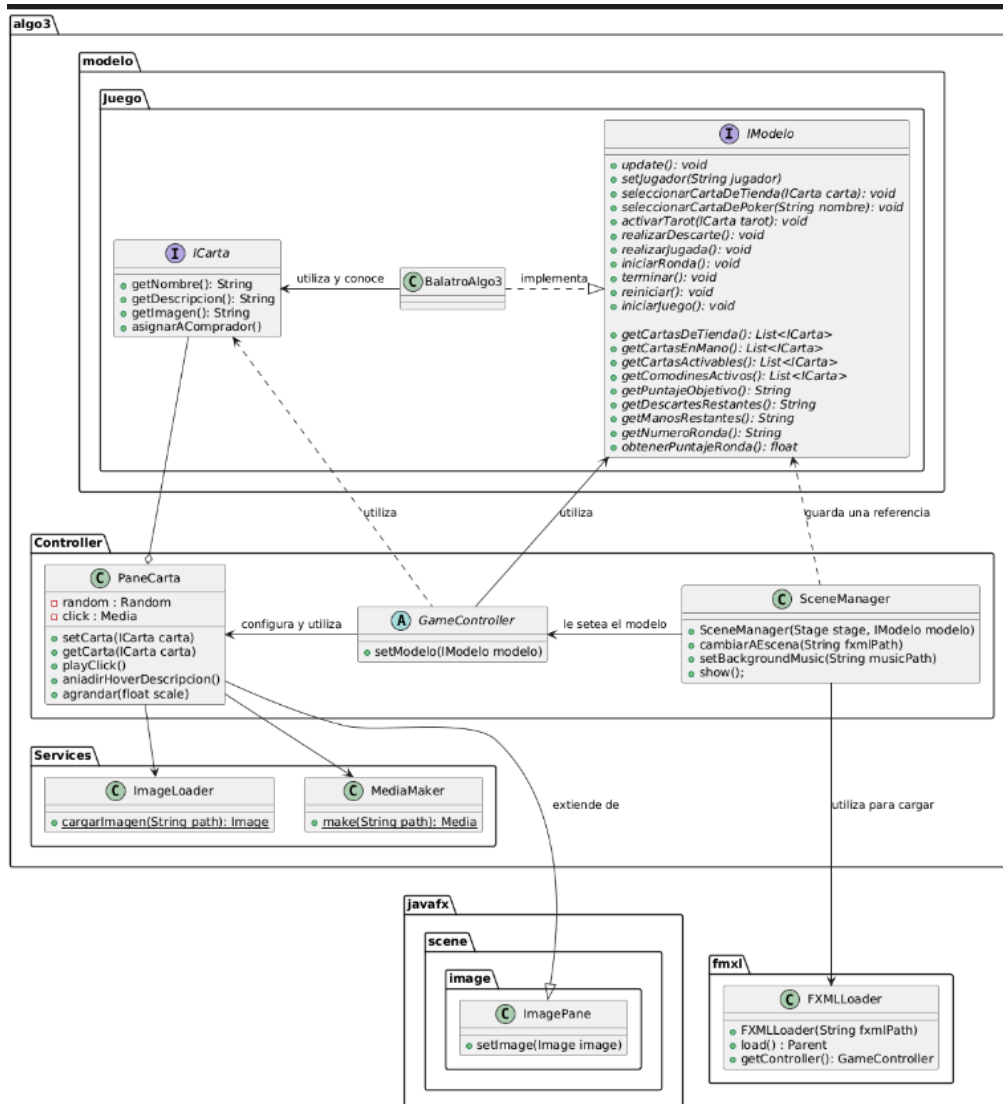 algo3
modelo
Juego
I IModelo
update(): void
setJugador(String jugador)
seleccionarCartaDeTienda(ICarta carta): void
seleccionarCartaDePoker(String nombre): void
activarTarot(ICarta tarot): void
realizarDescarte(): void
realizarJugada(): void
iniciarRonda(): void
terminar(): void
reiniciar(): void
iniciarJuego(): void
getCartasDeTienda(): List<ICarta>
getCartasEnMano(): List<ICarta>
getCartasActivables(): List<ICarta>
getComodinesActivos(): List<ICarta>
getPuntajeObjetivo(): String
getDescartesRestantes(): String
getManosRestantes(): String
getNumeroRonda(): String
obtenerPuntajeRonda(): float
I ICarta
getNombre(): String
getDescripcion(): String
getImagen(): String
asignarAComprador()
utiliza y conoce
C BalatroAlgo3
implementa
utiliza
utiliza
guarda una referencia
Controller
C PaneCarta
random : Random
click : Media
setCarta(ICarta carta)
getCarta(ICarta carta)
playClick()
aniadirHoverDescripcion()
agrandar(float scale)
configura y utiliza
A GameController
setModelo(IModelo modelo)
le setea el modelo
C SceneManager
SceneManager(Stage stage, IModelo modelo)
cambiarAEscena(String fxmlPath)
setBackgroundMusic(String musicPath)
show();
Services
C ImageLoader
cargarImagen(String path): Image
C MediaMaker
make(String path): Media
extiende de
utiliza para cargar
javafx
scene
image
C ImagePane
setImage(Image image)
fmxl
C FXMLLoader
FXMLLoader(String fxmlPath)
load() : Parent
getController(): GameController